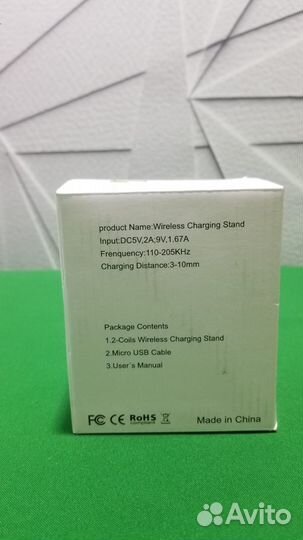 product Name:Wireless Charging Stand
Input:DC5V,2A;9V,1.67A
Frenquency:110-205KHz
Charging Distance:3-10mm
Package Contents
1.2-Coils Wireless Charging Stand
2.Micro USB Cable
3.User`s Manual
FC CE RoHS
compliant
Made in China
Avito